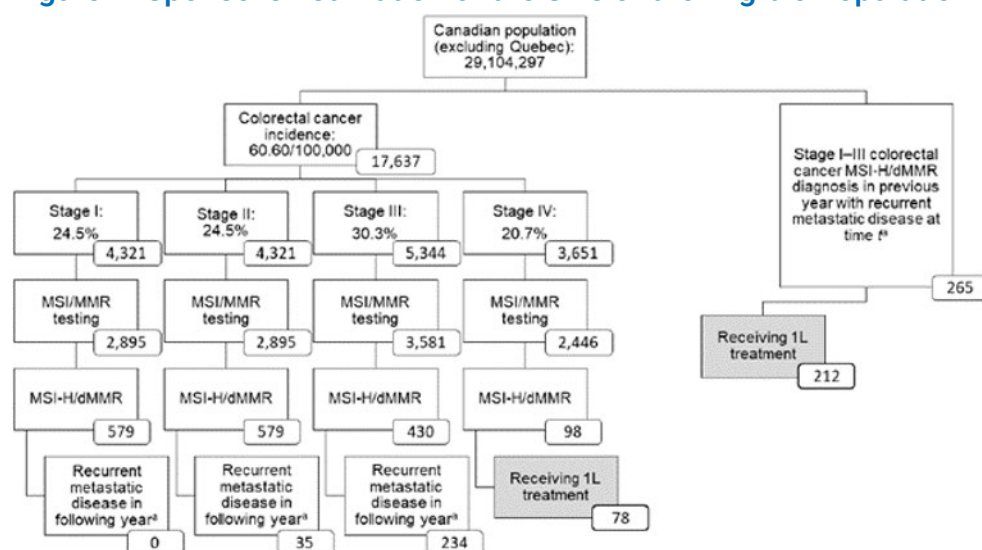 Canadian population
(excluding Quebec):
29,104,297
Colorectal cancer
incidence:
60.60/100,000
17,637
Stage I–III colorectal
cancer MSI-H/dMMR
diagnosis in previous
year with recurrent
metastatic disease at
time tª
265
Stage I:
24.5%
4,321
Stage II:
24.5%
4,321
Stage III:
30.3%
5,344
Stage IV:
20.7%
3,651
MSI/MMR
testing
2,895
MSI/MMR
testing
2,895
MSI/MMR
testing
3,581
MSI/MMR
testing
2,446
Receiving 1L
treatment
212
MSI-H/dMMR
579
MSI-H/dMMR
579
MSI-H/dMMR
430
MSI-H/dMMR
98
Recurrent
metastatic
disease in
following yearª
0
Recurrent
metastatic
disease in
following yearª
35
Recurrent
metastatic
disease in
following yearª
234
Receiving 1L
treatment
78